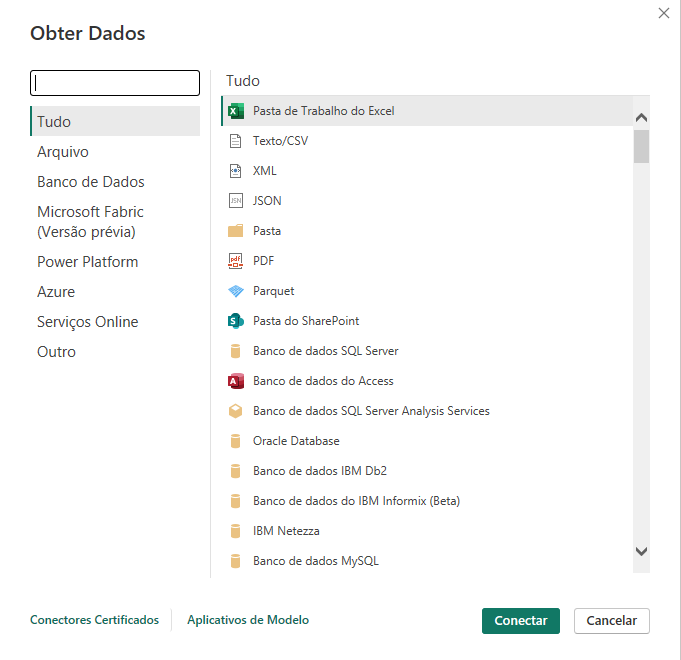 Obter Dados
Tudo
Arquivo
Banco de Dados
Microsoft Fabric
(Versão prévia)
Power Platform
Azure
Serviços Online
Outro
Tudo
Pasta de Trabalho do Excel
Texto/CSV
XML
JSON
Pasta
PDF
Parquet
Pasta do SharePoint
Banco de dados SQL Server
Banco de dados do Access
Banco de dados SQL Server Analysis Services
Oracle Database
Banco de dados IBM Db2
Banco de dados do IBM Informix (Beta)
IBM Netezza
Banco de dados MySQL
Conectores Certificados
Aplicativos de Modelo
Conectar
Cancelar